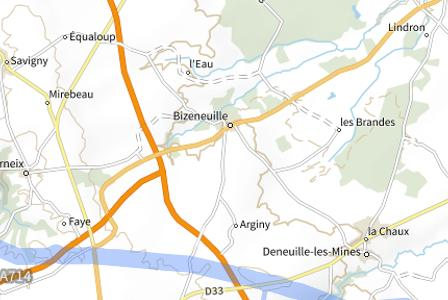 Lindron
Équaloup
Savigny
l'Eau
Mirebeau
Bizeneuille
les Brandes
rneix
Faye
Arginy
la Chaux
Deneuille-les-Mines
A714
D33